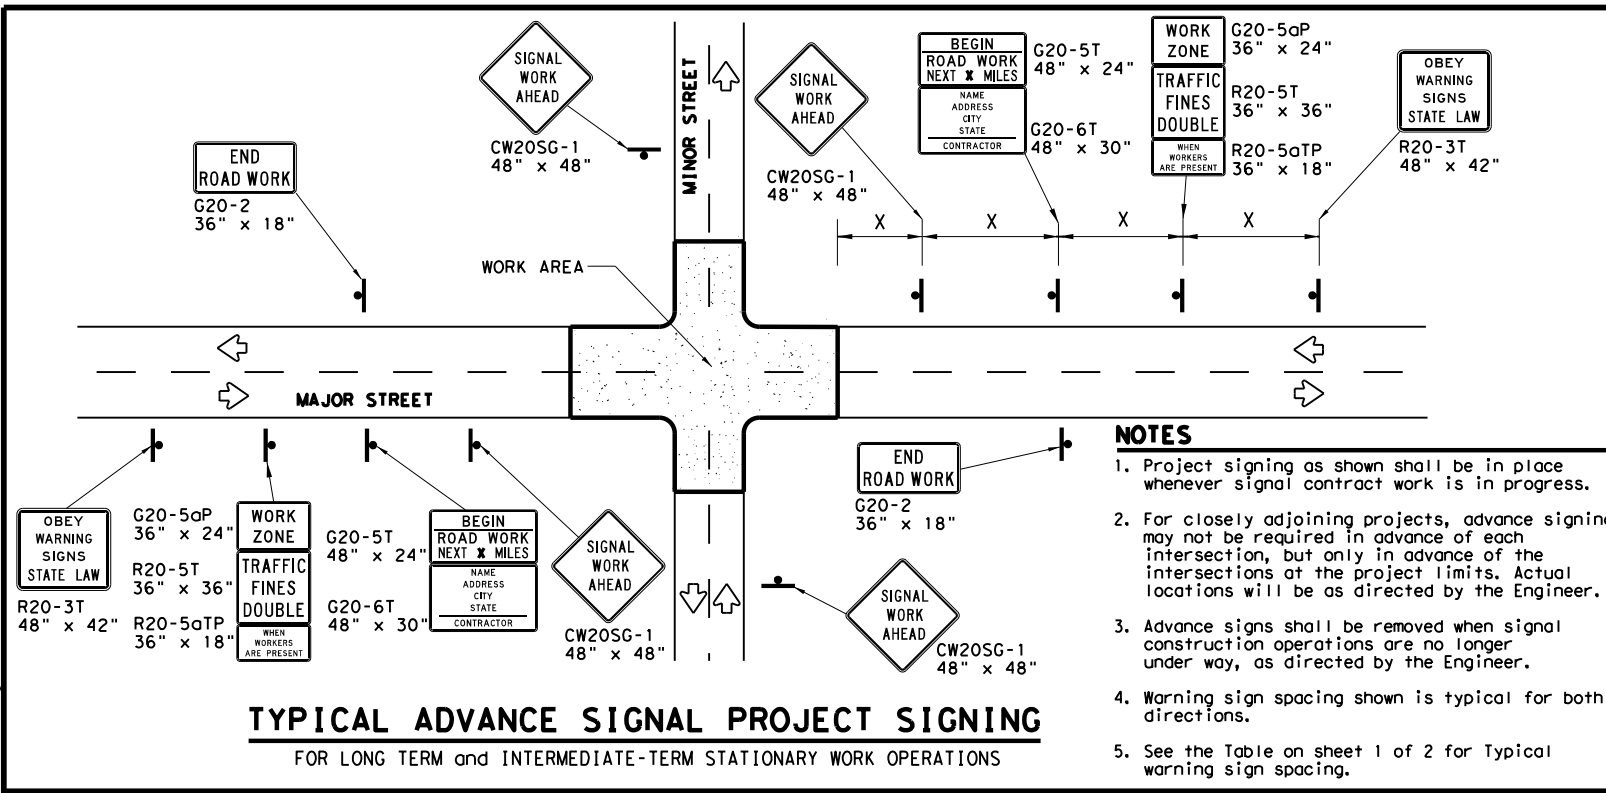 SIGNAL
WORK
AHEAD
CW20SG-1
48" x 48"
END
ROAD WORK
G20-2
36" x 18"
MINOR STREET
SIGNAL
WORK
AHEAD
CW20SG-1
48" x 48"
BEGIN
ROAD WORK
NEXT X MILES
NAME
ADDRESS
CITY
STATE
CONTRACTOR
G20-5T
48" x 24"
G20-6T
48" x 30"
WORK
ZONE
TRAFFIC
FINES
DOUBLE
WHEN
WORKERS
ARE PRESENT
G20-5aP
36" x 24"
R20-5T
36" x 36"
R20-5aTP
36" x 18"
OBEY
WARNING
SIGNS
STATE LAW
R20-3T
48" x 42"
X X X X
WORK AREA
MAJOR STREET
OBEY
WARNING
SIGNS
STATE LAW
R20-3T
48" x 42"
G20-5aP
36" x 24"
R20-5T
36" x 36"
R20-5aTP
36" x 18"
WORK
ZONE
TRAFFIC
FINES
DOUBLE
WHEN
WORKERS
ARE PRESENT
G20-5T
48" x 24"
G20-6T
48" x 30"
BEGIN
ROAD WORK
NEXT X MILES
NAME
ADDRESS
CITY
STATE
CONTRACTOR
SIGNAL
WORK
AHEAD
CW20SG-1
48" x 48"
END
ROAD WORK
G20-2
36" x 18"
SIGNAL
WORK
AHEAD
CW20SG-1
48" x 48"
TYPICAL ADVANCE SIGNAL PROJECT SIGNING
FOR LONG TERM and INTERMEDIATE-TERM STATIONARY WORK OPERATIONS
NOTES
1. Project signing as shown shall be in place
whenever signal contract work is in progress.
2. For closely adjoining projects, advance signing
may not be required in advance of each
intersection, but only in advance of the
intersections at the project limits. Actual
locations will be as directed by the Engineer.
3. Advance signs shall be removed when signal
construction operations are no longer
under way, as directed by the Engineer.
4. Warning sign spacing shown is typical for both
directions.
5. See the Table on sheet 1 of 2 for Typical
warning sign spacing.